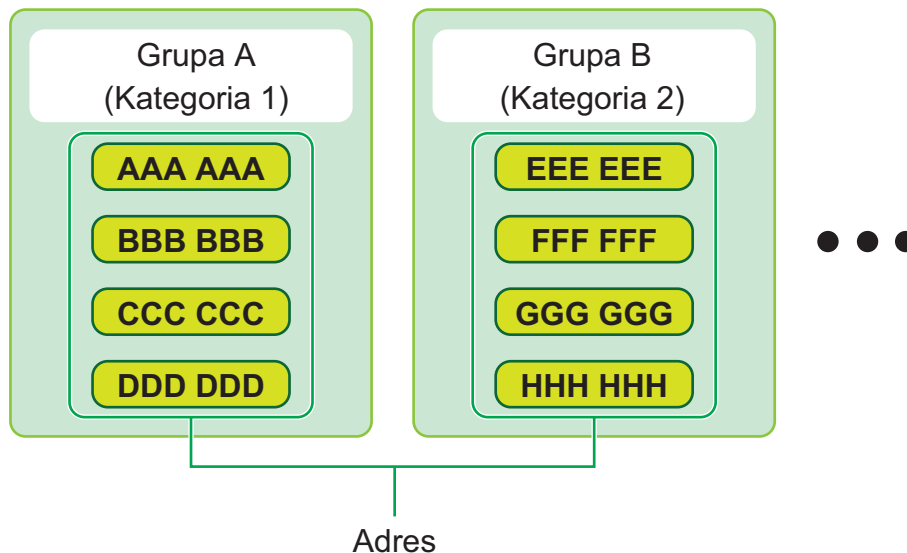 Grupa A
(Kategoria 1)
AAA AAA
BBB BBB
CCC CCC
DDD DDD
Grupa B
(Kategoria 2)
EEE EEE
FFF FFF
GGG GGG
HHH HHH
Adres